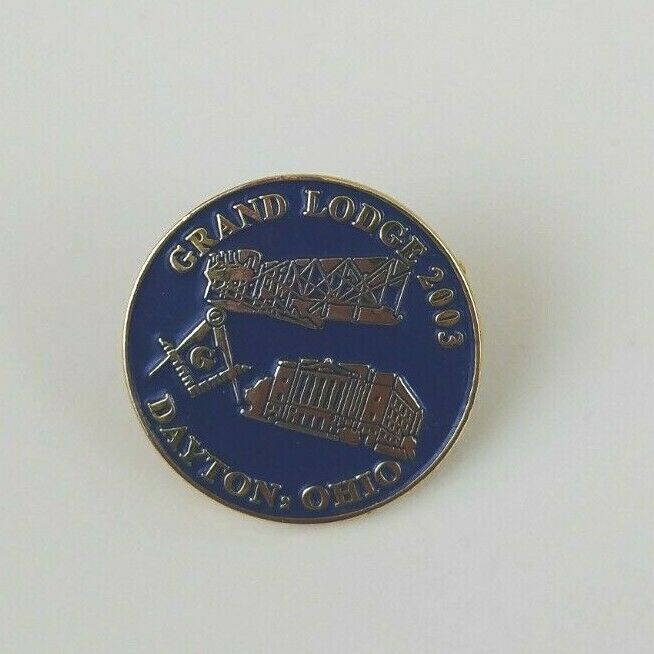 GRAND LODGE 2003
G
DAYTON, OHIO